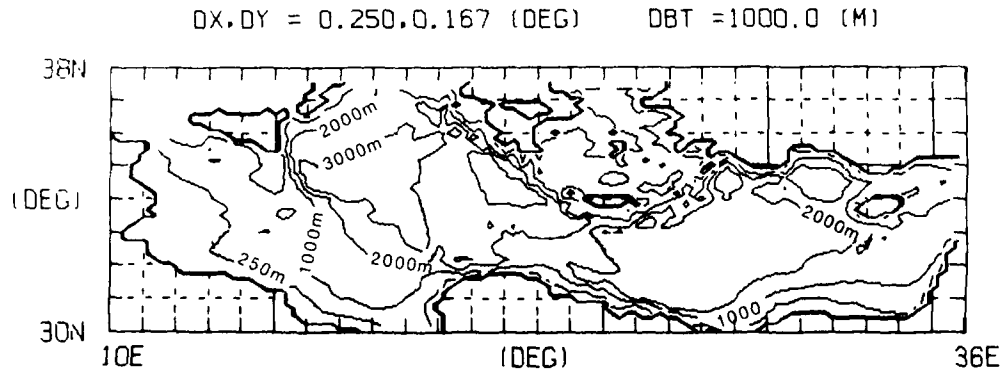 DX,DY = 0.250,0.167 (DEG) DBT =1000.0 (M)
38N
2000m
3000m
(DEG)
2000m
1000m
250m
2000m
1000
30N
10E
(DEG)
36E